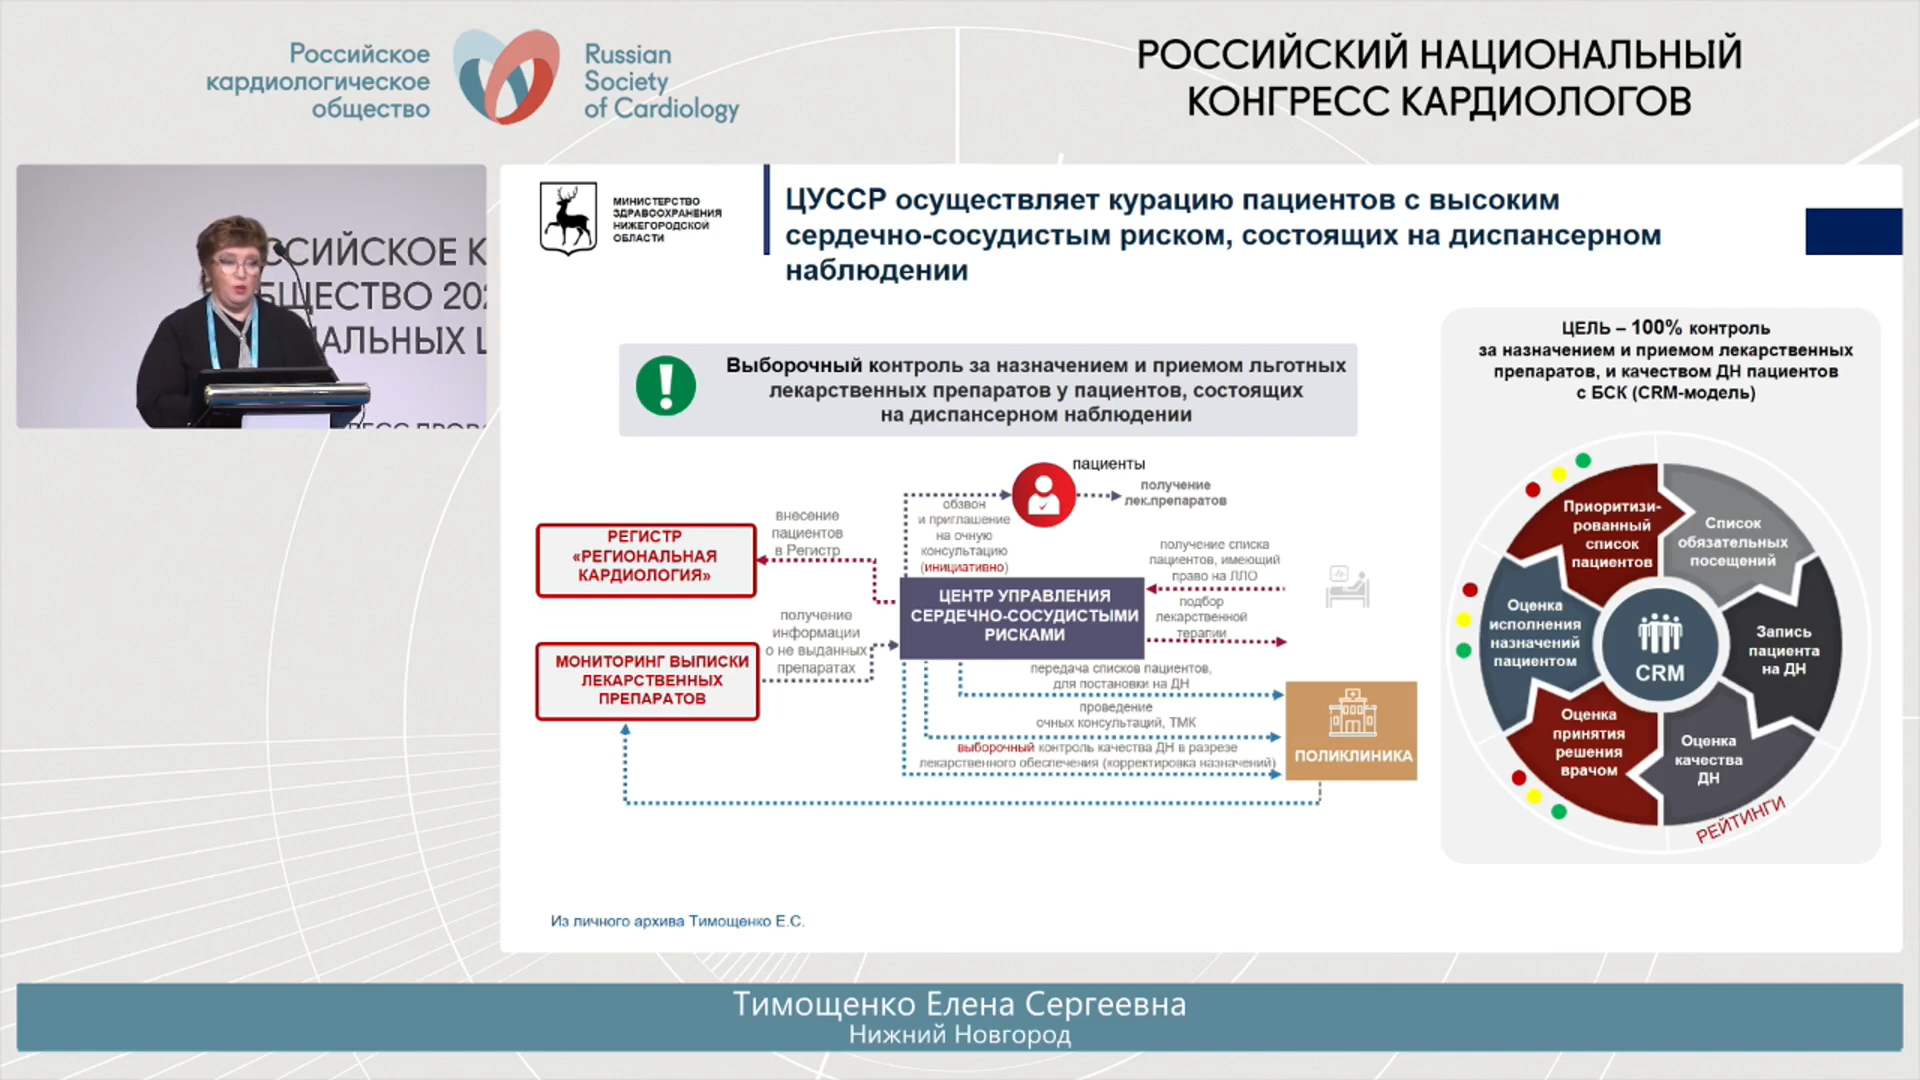 Российское
кардиологическое
общество
Russian
Society
of Cardiology
РОССИЙСКИЙ НАЦИОНАЛЬНЫЙ
КОНГРЕСС КАРДИОЛОГОВ
ССИЙСКОЕ К
БЩЕСТВО 202
АЛЬНЫХ Ц
МИНИСТЕРСТВО
ЗДРАВООХРАНЕНИЯ
НИЖЕГОРОДСКОЙ
ОБЛАСТИ
ЦУССР осуществляет курацию пациентов с высоким
сердечно-сосудистым риском, состоящих на диспансерном
наблюдении
Выборочный контроль за назначением и приемом льготных
лекарственных препаратов у пациентов, состоящих
на диспансерном наблюдении
пациенты
получение
лек.препаратов
обзвон
и приглашение
на очную
консультацию
(инициативно)
внесение
пациентов
в Регистр
РЕГИСТР
«РЕГИОНАЛЬНАЯ
КАРДИОЛОГИЯ»
получение списка
пациентов, имеющий
право на ЛЛО
ЦЕНТР УПРАВЛЕНИЯ
СЕРДЕЧНО-СОСУДИСТЫМИ
РИСКАМИ
подбор
лекарственной
терапии
получение
информации
о не выданных
препаратах
МОНИТОРИНГ ВЫПИСКИ
ЛЕКАРСТВЕННЫХ
ПРЕПАРАТОВ
передача списков пациентов,
для постановки на ДН
проведение
очных консультаций, ТМК
выборочный контроль качества ДН в разрезе
лекарственного обеспечения (корректировка назначений)
ПОЛИКЛИНИКА
ЦЕЛЬ – 100% контроль
за назначением и приемом лекарственных
препаратов, и качеством ДН пациентов
с БСК (CRM-модель)
Приоритизи-
рованный
список
пациентов
Список
обязательных
посещений
Запись
пациента
на ДН
Оценка
качества
ДН
Оценка
принятия
решения
врачом
Оценка
исполнения
назначений
пациентом
CRM
РЕЙТИНГИ
Из личного архива Тимощенко Е.С.
Тимощенко Елена Сергеевна
Нижний Новгород